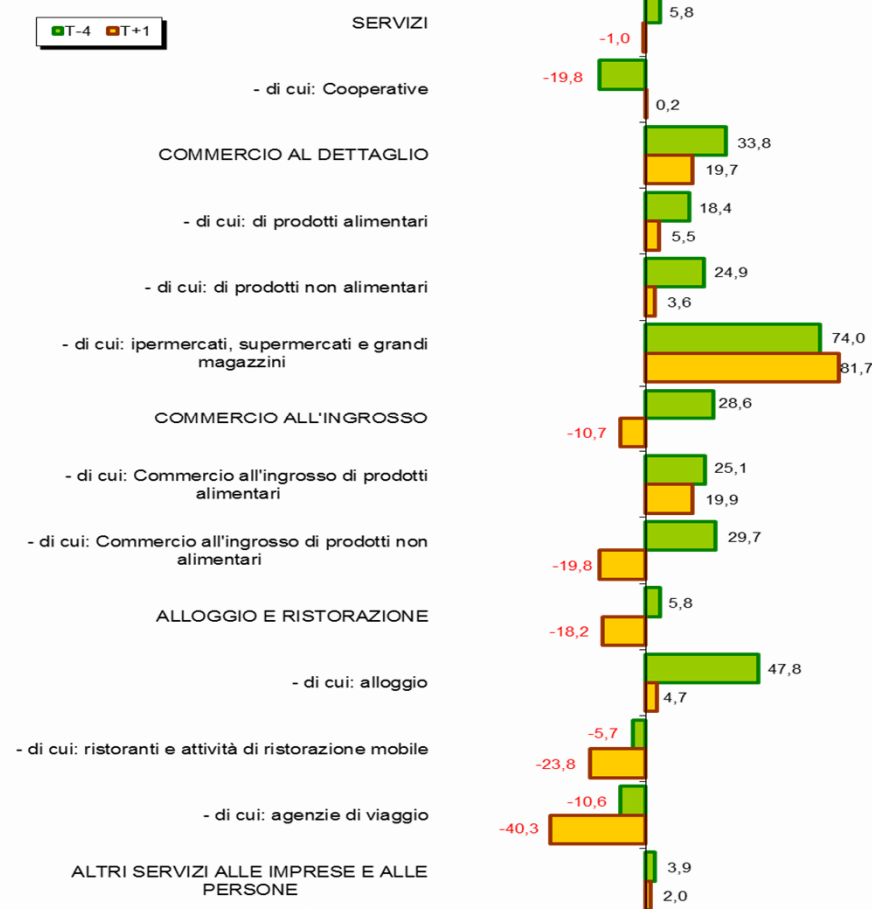 T-4 T+1
SERVIZI
5,8
-1,0
- di cui: Cooperative
-19,8
0,2
COMMERCIO AL DETTAGLIO
33,8
19,7
- di cui: di prodotti alimentari
18,4
5,5
- di cui: di prodotti non alimentari
24,9
3,6
- di cui: ipermercati, supermercati e grandi
magazzini
74,0
81,7
COMMERCIO ALL'INGROSSO
28,6
-10,7
- di cui: Commercio all'ingrosso di prodotti
alimentari
25,1
19,9
- di cui: Commercio all'ingrosso di prodotti non
alimentari
29,7
-19,8
ALLOGGIO E RISTORAZIONE
5,8
-18,2
- di cui: alloggio
47,8
4,7
- di cui: ristoranti e attività di ristorazione mobile
-5,7
-23,8
- di cui: agenzie di viaggio
-10,6
-40,3
ALTRI SERVIZI ALLE IMPRESE E ALLE
PERSONE
3,9
2,0